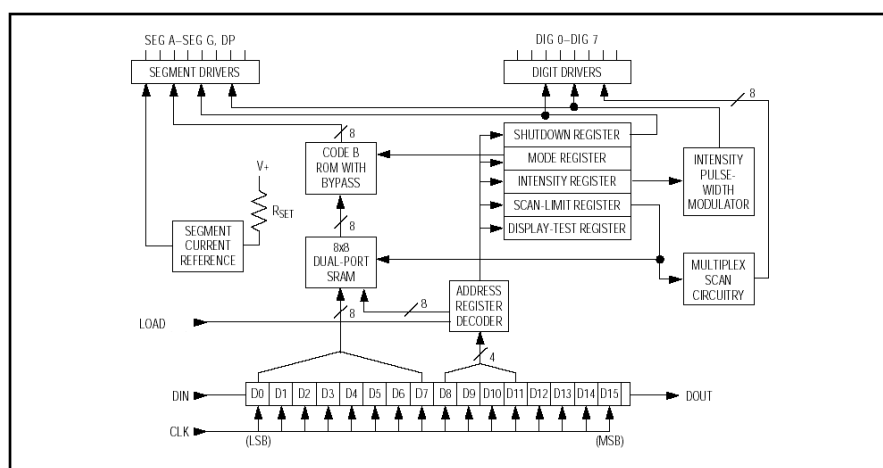 SEG A–SEG G, DP
DIG 0–DIG 7
SEGMENT DRIVERS
DIGIT DRIVERS
8
8
SHUTDOWN REGISTER
MODE REGISTER
INTENSITY REGISTER
SCAN-LIMIT REGISTER
DISPLAY-TEST REGISTER
CODE B
ROM WITH
BYPASS
INTENSITY
PULSE-
WIDTH
MODULATOR
V+
RSET
8
SEGMENT
CURRENT
REFERENCE
8x8
DUAL-PORT
SRAM
MULTIPLEX
SCAN
CIRCUITRY
ADDRESS
REGISTER
DECODER
8
8
LOAD
4
DIN
D0 D1 D2 D3 D4 D5 D6 D7 D8 D9 D10 D11 D12 D13 D14 D15
DOUT
CLK
(LSB)
(MSB)